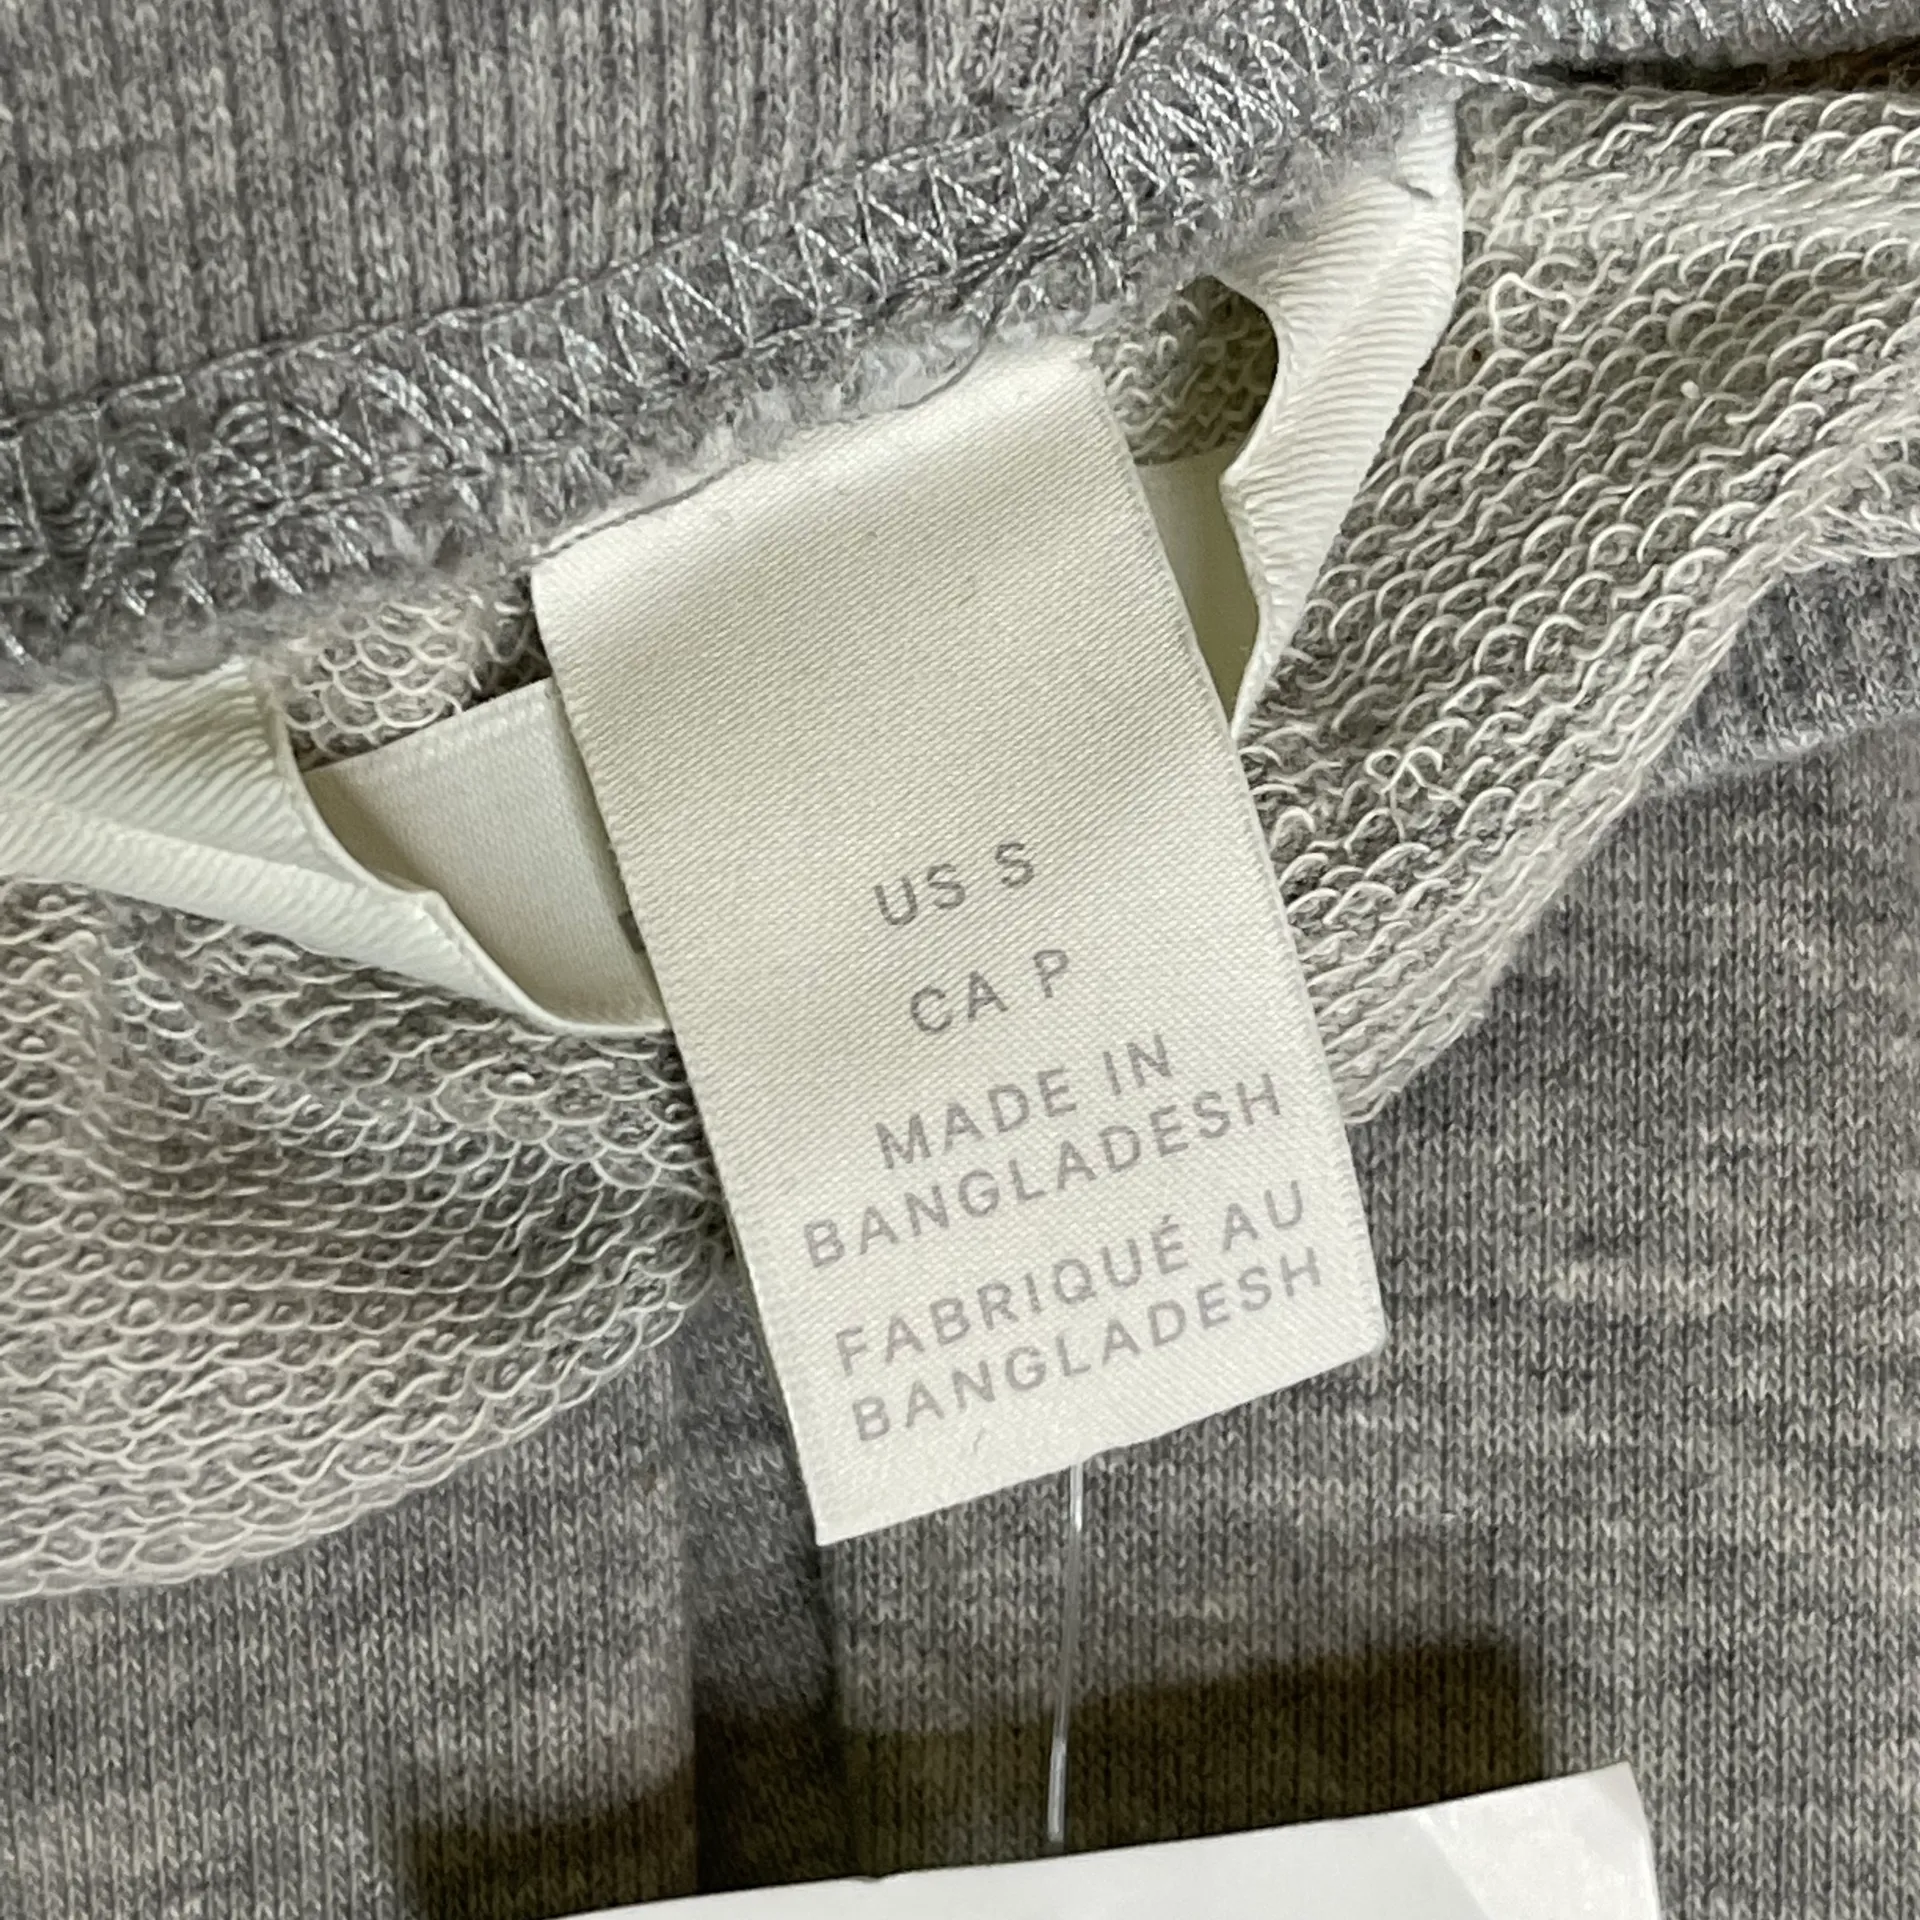 US S
CA P
MADE IN
BANGLADESH
FABRIQUÉ AU
BANGLADESH